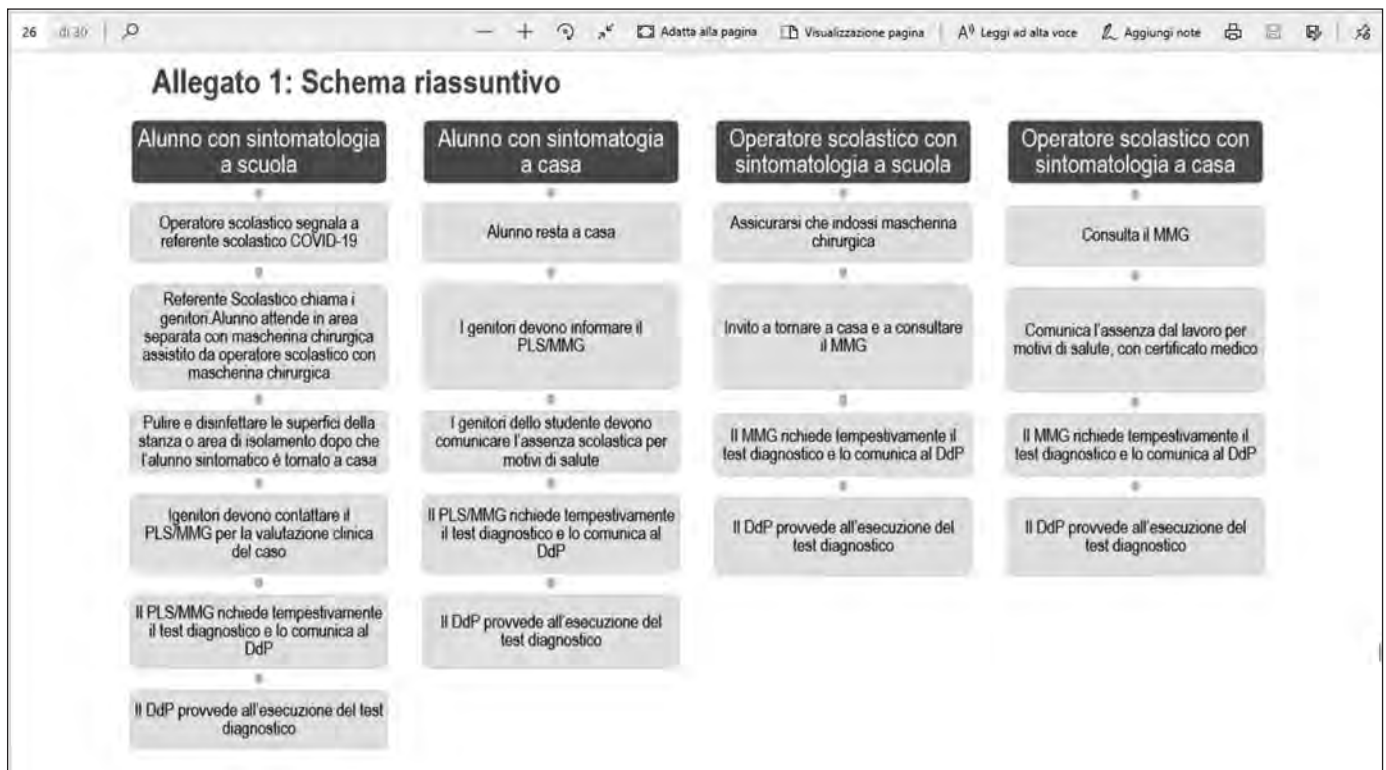 26 di 30 Adatta alla pagina Visualizzazione pagina Leggi ad alta voce Aggiungi note
Allegato 1: Schema riassuntivo
Alunno con sintomatologia
a scuola
Operatore scolastico segnala a
referente scolastico COVID-19
Referente Scolastico chiama i
genitori.Alunno attende in area
separata con mascherina chirurgica
assistito da operatore scolastico con
mascherina chirurgica
Pulire e disinfettare le superfici della
stanza o area di isolamento dopo che
l'alunno sintomatico è tornato a casa
Igenitori devono contattare il
PLS/MMG per la valutazione clinica
del caso
Il PLS/MMG richiede tempestivamente
il test diagnostico e lo comunica al
DdP
Il DdP provvede all'esecuzione del test
diagnostico
Alunno con sintomatogia
a casa
Alunno resta a casa
I genitori devono informare il
PLS/MMG
I genitori dello studente devono
comunicare l'assenza scolastica per
motivi di salute
Il PLS/MMG richiede tempestivamente
il test diagnostico e lo comunica al
DdP
Il DdP provvede all'esecuzione del
test diagnostico
Operatore scolastico con
sintomatologia a scuola
Assicurarsi che indossi mascherina
chirurgica
Invito a tornare a casa e a consultare
il MMG
Il MMG richiede tempestivamente il
test diagnostico e lo comunica al DdP
Il DdP provvede all'esecuzione del
test diagnostico
Operatore scolastico con
sintomatologia a casa
Consulta il MMG
Comunica l'assenza dal lavoro per
motivi di salute, con certificato medico
Il MMG richiede tempestivamente il
test diagnostico e lo comunica al DdP
Il DdP provvede all'esecuzione del
test diagnostico